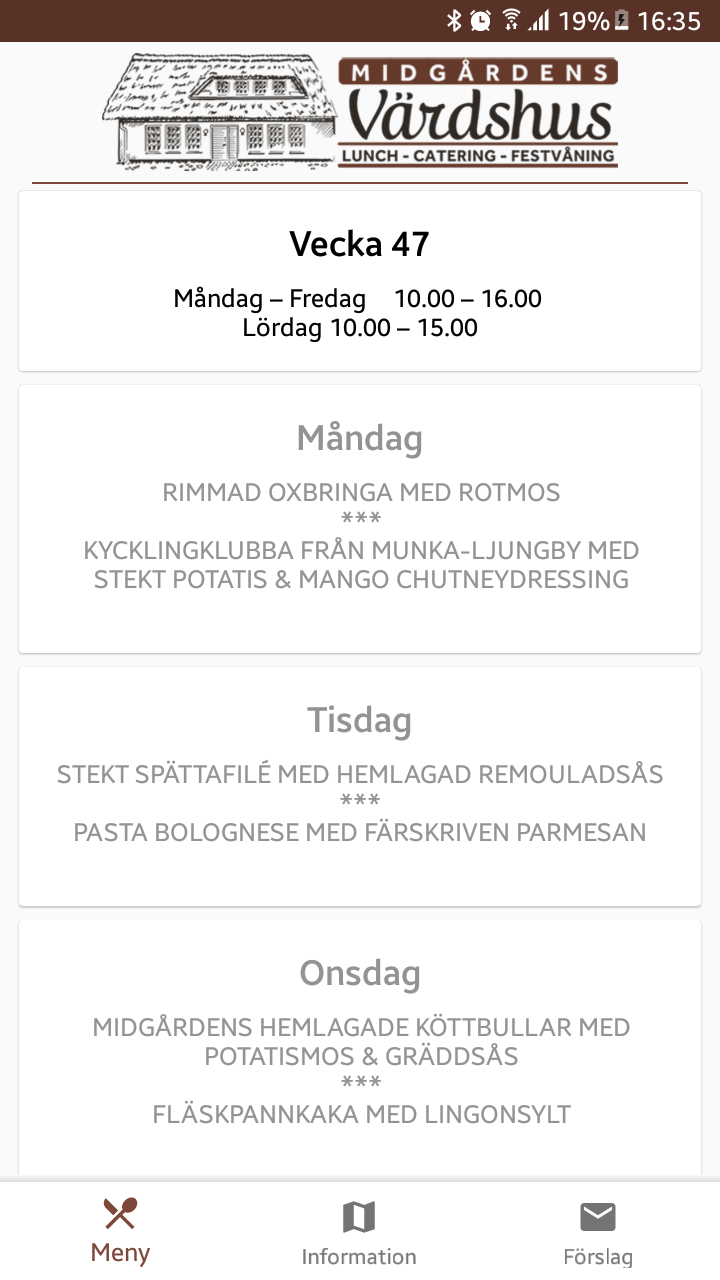 19% 16:35
MIDGÅRDENS
Värdshus
LUNCH - CATERING - FESTVÅNING
Vecka 47
Måndag – Fredag 10.00 – 16.00
Lördag 10.00 – 15.00
Måndag
RIMMAD OXBRINGA MED ROTMOS
***
KYCKLINGKLUBBA FRÅN MUNKA-LJUNGBY MED
STEKT POTATIS & MANGO CHUTNEYDRESSING
Tisdag
STEKT SPÄTTAFILÉ MED HEMLAGAD REMOULADSÅS
***
PASTA BOLOGNESE MED FÄRSKRIVEN PARMESAN
Onsdag
MIDGÅRDENS HEMLAGADE KÖTTBULLAR MED
POTATISMOS & GRÄDDSÅS
***
FLÄSKPANNKAKA MED LINGONSYLT
Meny Information Förslag